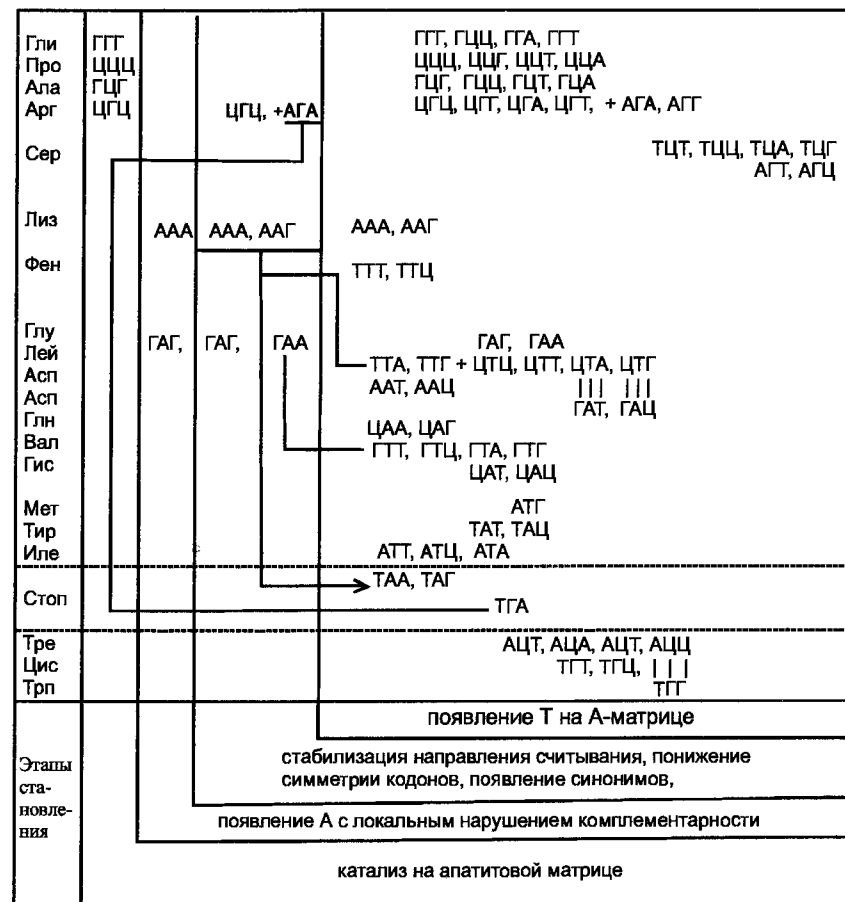 Гли ГГГ ГГГ, ГЦЦ, ГГА, ГГТ
Про ЦЦЦ ЦЦЦ, ЦЦГ, ЦЦТ, ЦЦА
Ала ГЦГ ГЦГ, ГЦЦ, ГЦТ, ГЦА
Арг ЦГЦ ЦГЦ, +АГА ЦГЦ, ЦГГ, ЦГА, ЦГТ, + АГА, АГГ
Сер ТЦТ, ТЦЦ, ТЦА, ТЦГ
АГТ, АГЦ
Лиз ААА ААА, ААГ ААА, ААГ
Фен ТТТ, ТТЦ
Глу ГАГ, ГАГ, ГАА ГАГ, ГАА
Лей ТТА, ТТГ + ЦТЦ, ЦТТ, ЦТА, ЦТГ
Асп ААТ, ААЦ ||| |||
Асп ГАТ, ГАЦ
Глн ЦАА, ЦАГ
Вал ГТТ, ГТЦ, ГТА, ГТГ
Гис ЦАТ, ЦАЦ
Мет АТГ
Тир ТАТ, ТАЦ
Иле АТТ, АТЦ, АТА
ТАА, ТАГ
Стоп ТГА
Тре АЦТ, АЦА, АЦТ, АЦЦ
Цис ТГТ, ТГЦ, |||
Трп ТГГ
Этапы
ста-
новле-
ния
появление Т на А-матрице
стабилизация направления считывания, понижение
симметрии кодонов, появление синонимов,
появление А с локальным нарушением комплементарности
катализ на апатитовой матрице